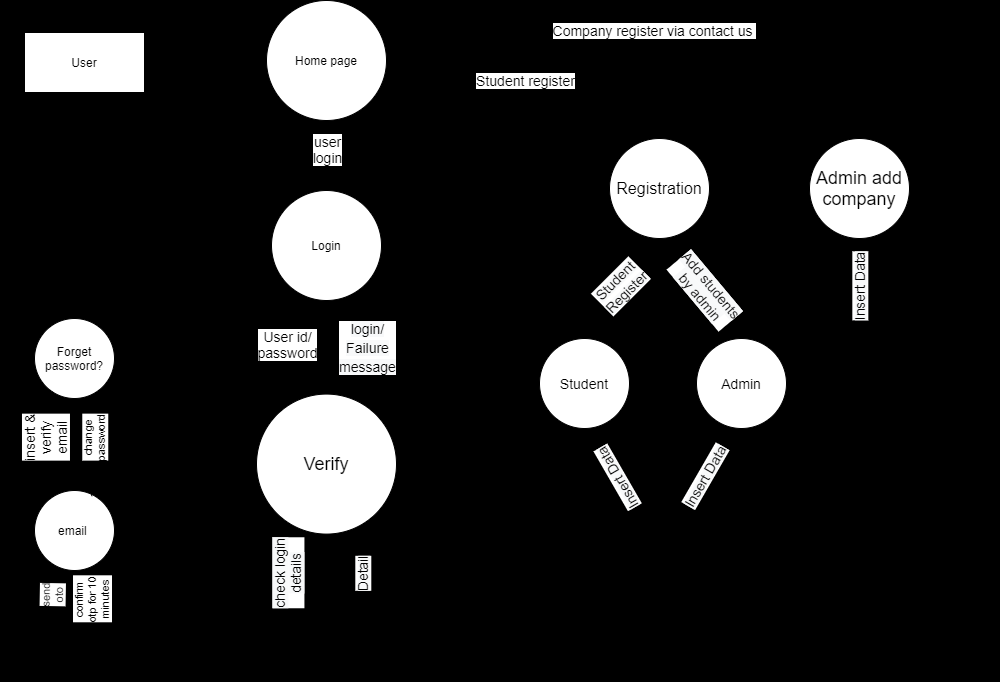 Company register via contact us
User
Home page
Student register
user
login
Registration
Admin add
company
Login
Student
Register
Add students
by admin
Insert Data
User id/
password
login/
Failure
message
Forget
password?
Student
Admin
insert &
verify
email
change
password
Verify
Insert Data
Insert Data
email
check login
details
Detail
send
oto
confirm
otp for 10
minutes